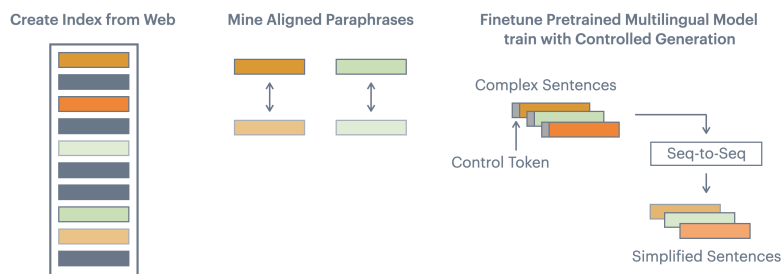 Create Index from Web
Mine Aligned Paraphrases
Finetune Pretrained Multilingual Model
train with Controlled Generation
Complex Sentences
Control Token
Seq-to-Seq
Simplified Sentences